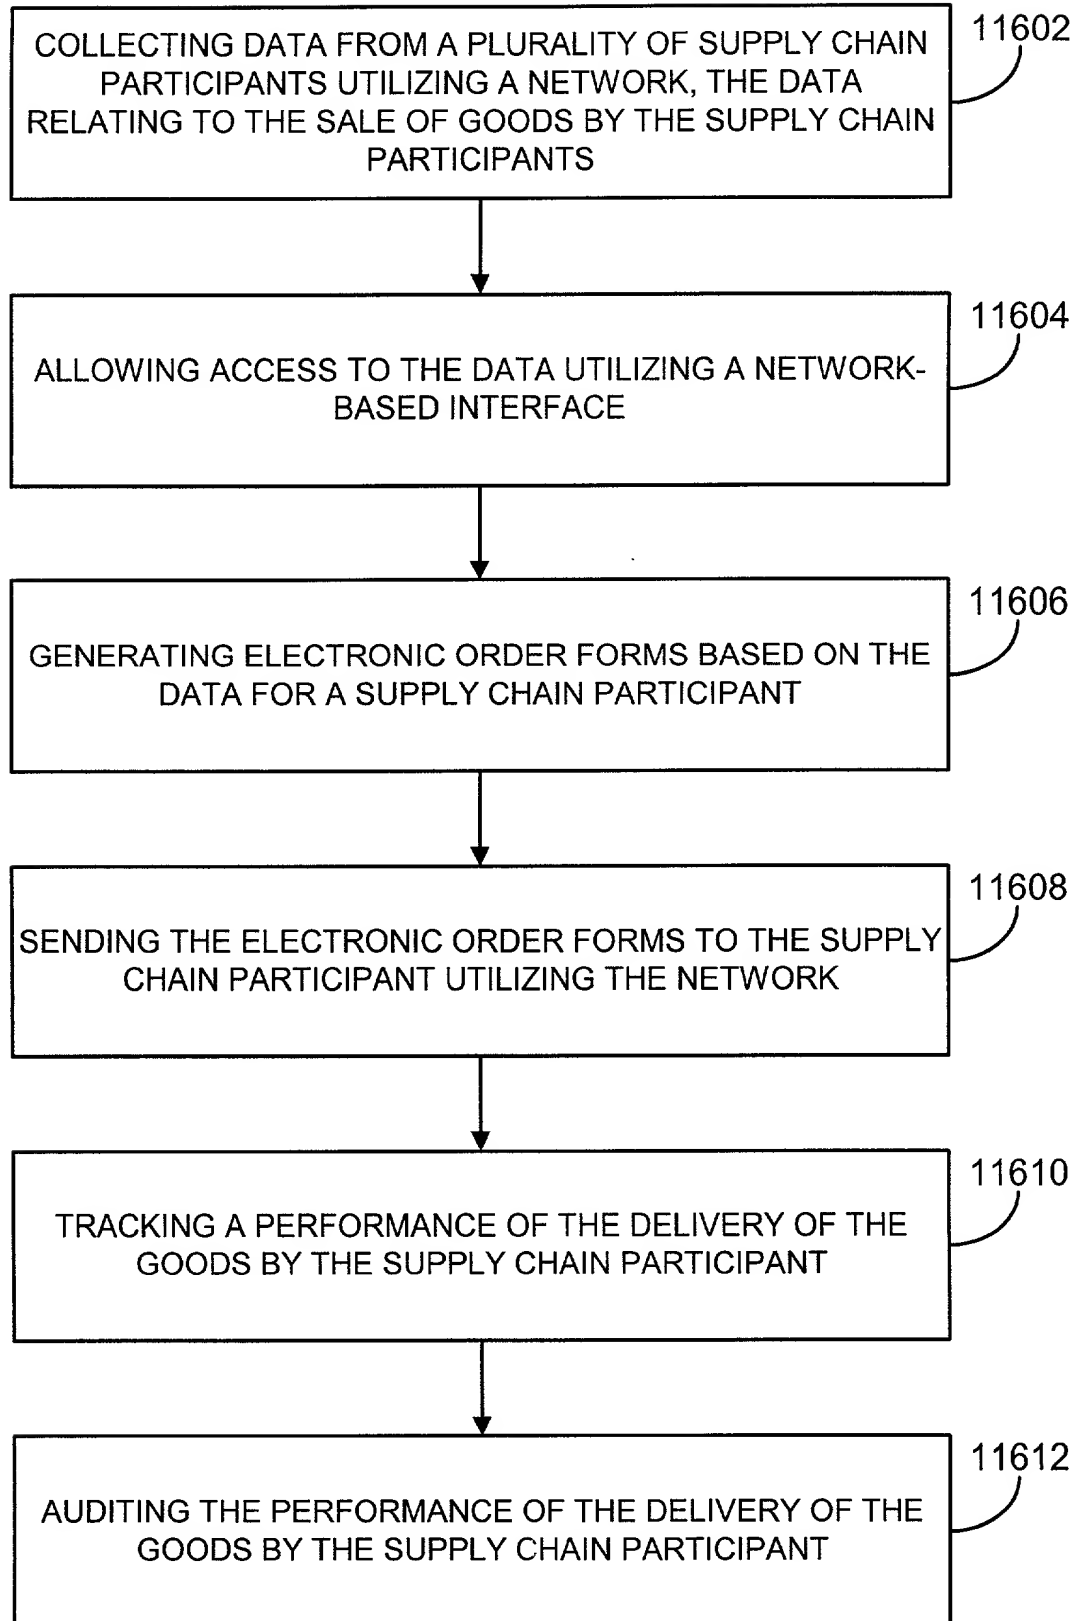 11602
COLLECTING DATA FROM A PLURALITY OF SUPPLY CHAIN
PARTICIPANTS UTILIZING A NETWORK, THE DATA
RELATING TO THE SALE OF GOODS BY THE SUPPLY CHAIN
PARTICIPANTS
11604
ALLOWING ACCESS TO THE DATA UTILIZING A NETWORK-
BASED INTERFACE
11606
GENERATING ELECTRONIC ORDER FORMS BASED ON THE
DATA FOR A SUPPLY CHAIN PARTICIPANT
11608
SENDING THE ELECTRONIC ORDER FORMS TO THE SUPPLY
CHAIN PARTICIPANT UTILIZING THE NETWORK
11610
TRACKING A PERFORMANCE OF THE DELIVERY OF THE
GOODS BY THE SUPPLY CHAIN PARTICIPANT
11612
AUDITING THE PERFORMANCE OF THE DELIVERY OF THE
GOODS BY THE SUPPLY CHAIN PARTICIPANT